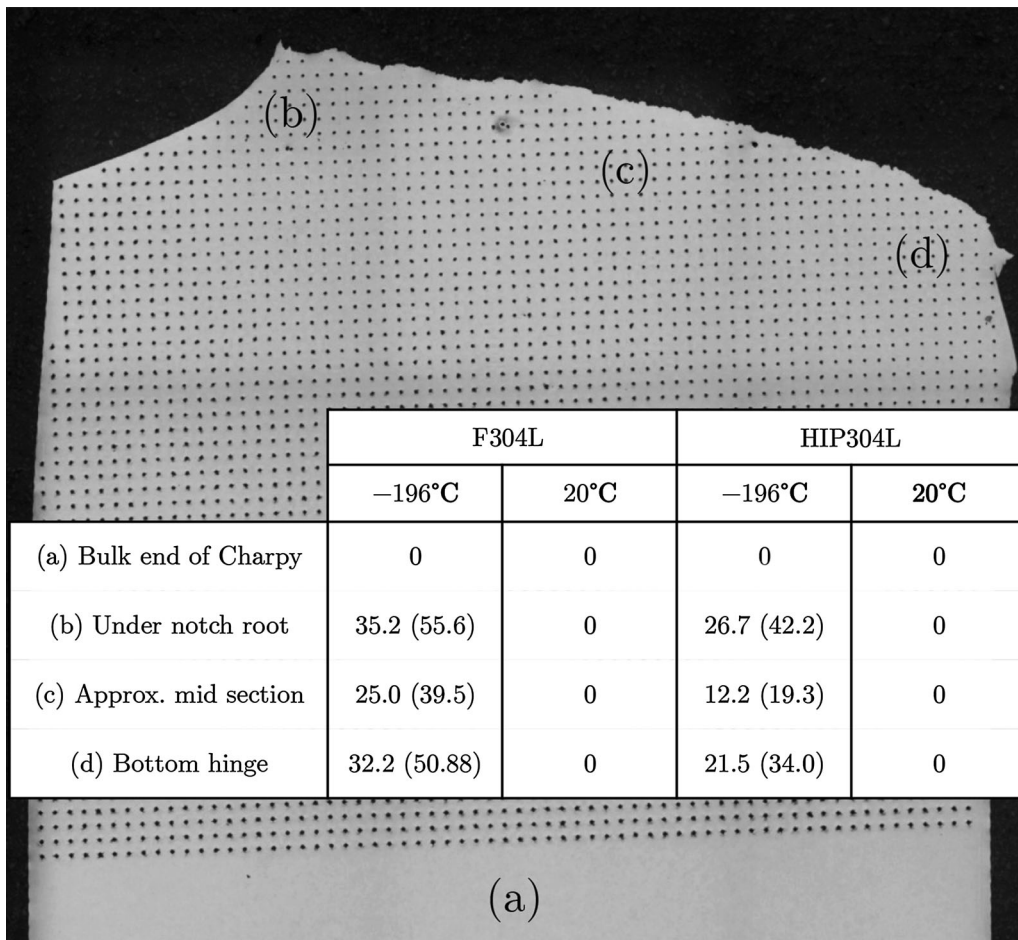 (b)
(c)
(d)
F304L HIP304L
−196°C 20°C −196°C 20°C
(a) Bulk end of Charpy 0 0 0 0
(b) Under notch root 35.2 (55.6) 0 26.7 (42.2) 0
(c) Approx. mid section 25.0 (39.5) 0 12.2 (19.3) 0
(d) Bottom hinge 32.2 (50.88) 0 21.5 (34.0) 0
(a)